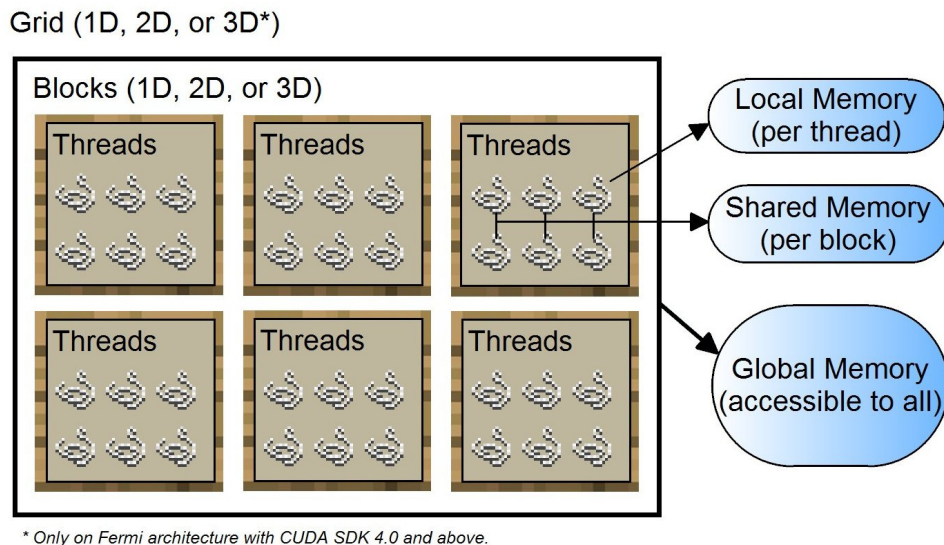 Grid (1D, 2D, or 3D*)
Blocks (1D, 2D, or 3D)
Threads
Threads
Threads
Threads
Threads
Threads
Local Memory
(per thread)
Shared Memory
(per block)
Global Memory
(accessible to all)
* Only on Fermi architecture with CUDA SDK 4.0 and above.